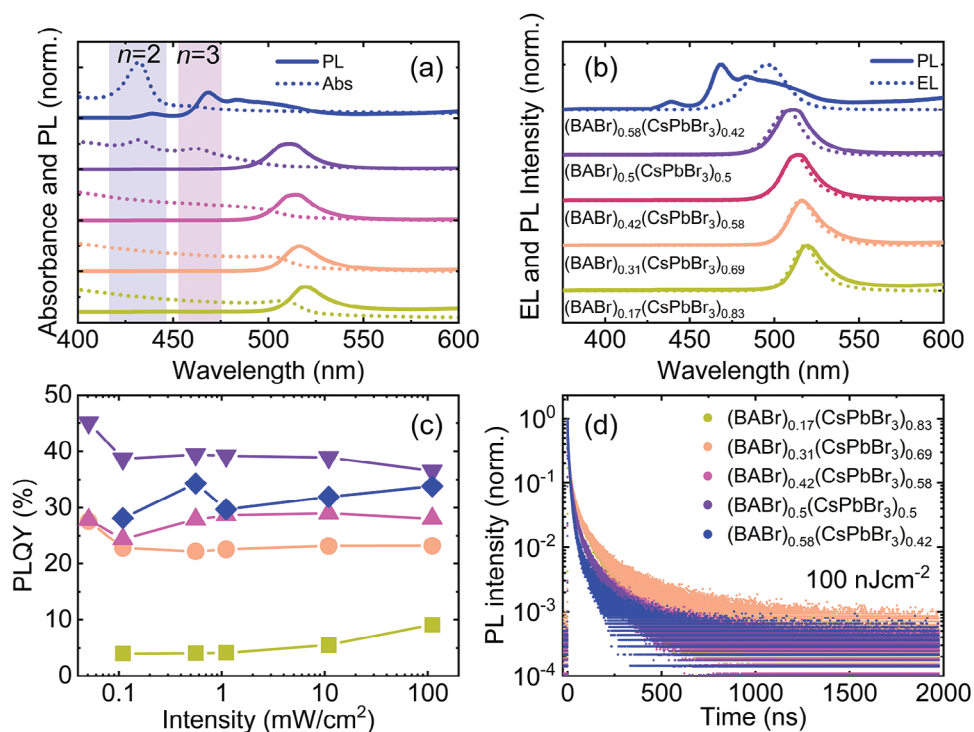 n=2
n=3
(a)
PL
Abs
Absorbance and PL (norm.)
400
450
500
550
600
Wavelength (nm)
(b)
PL
EL
EL and PL Intensity (norm.)
(BABr)0.58(CsPbBr3)0.42
(BABr)0.5(CsPbBr3)0.5
(BABr)0.42(CsPbBr3)0.58
(BABr)0.31(CsPbBr3)0.69
(BABr)0.17(CsPbBr3)0.83
400
450
500
550
600
Wavelength (nm)
(c)
PLQY (%)
50
40
30
20
10
0
0.1
1
10
100
Intensity (mW/cm2)
(d)
PL intensity (norm.)
10^0
10^-1
10^-2
10^-3
10^-4
(BABr)0.17(CsPbBr3)0.83
(BABr)0.31(CsPbBr3)0.69
(BABr)0.42(CsPbBr3)0.58
(BABr)0.5(CsPbBr3)0.5
(BABr)0.58(CsPbBr3)0.42
100 nJcm-2
0
500
1000
1500
2000
Time (ns)